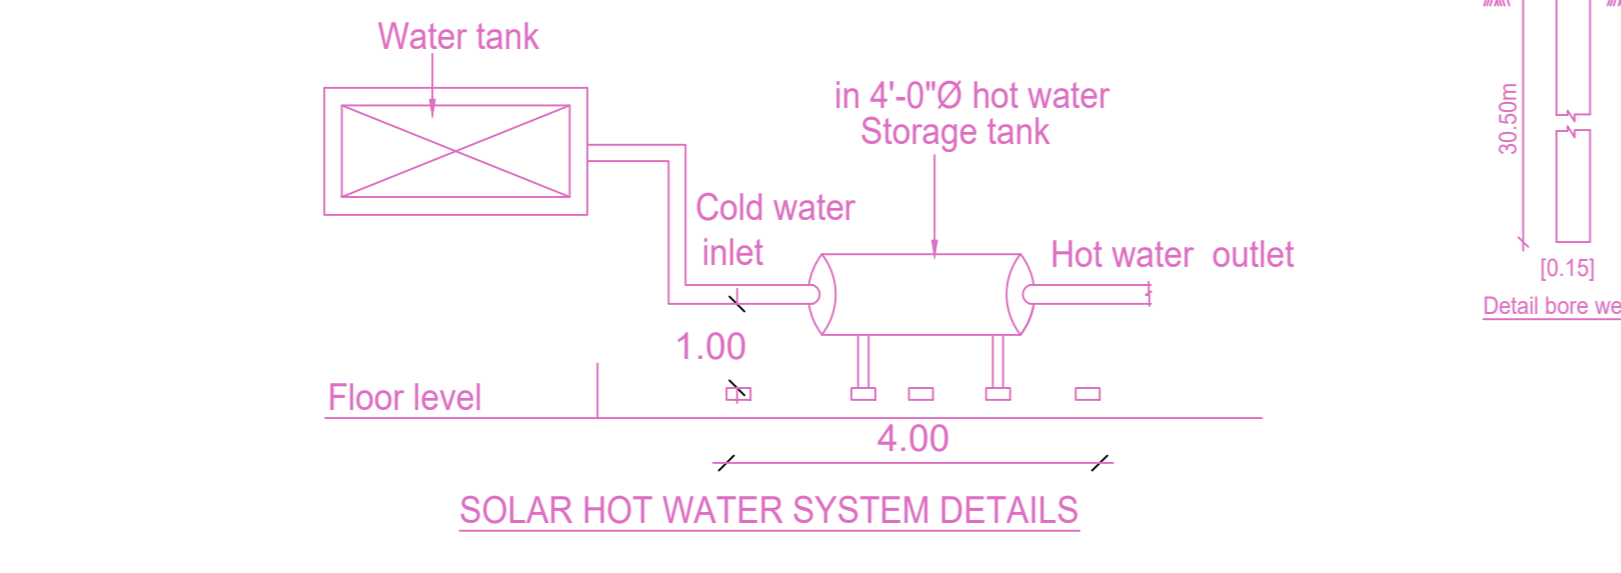 Water tank
in 4'-0"Ø hot water
Storage tank
Cold water
inlet
Hot water outlet
1.00
Floor level
4.00
SOLAR HOT WATER SYSTEM DETAILS
30.50m
[0.15]
Detail bore we